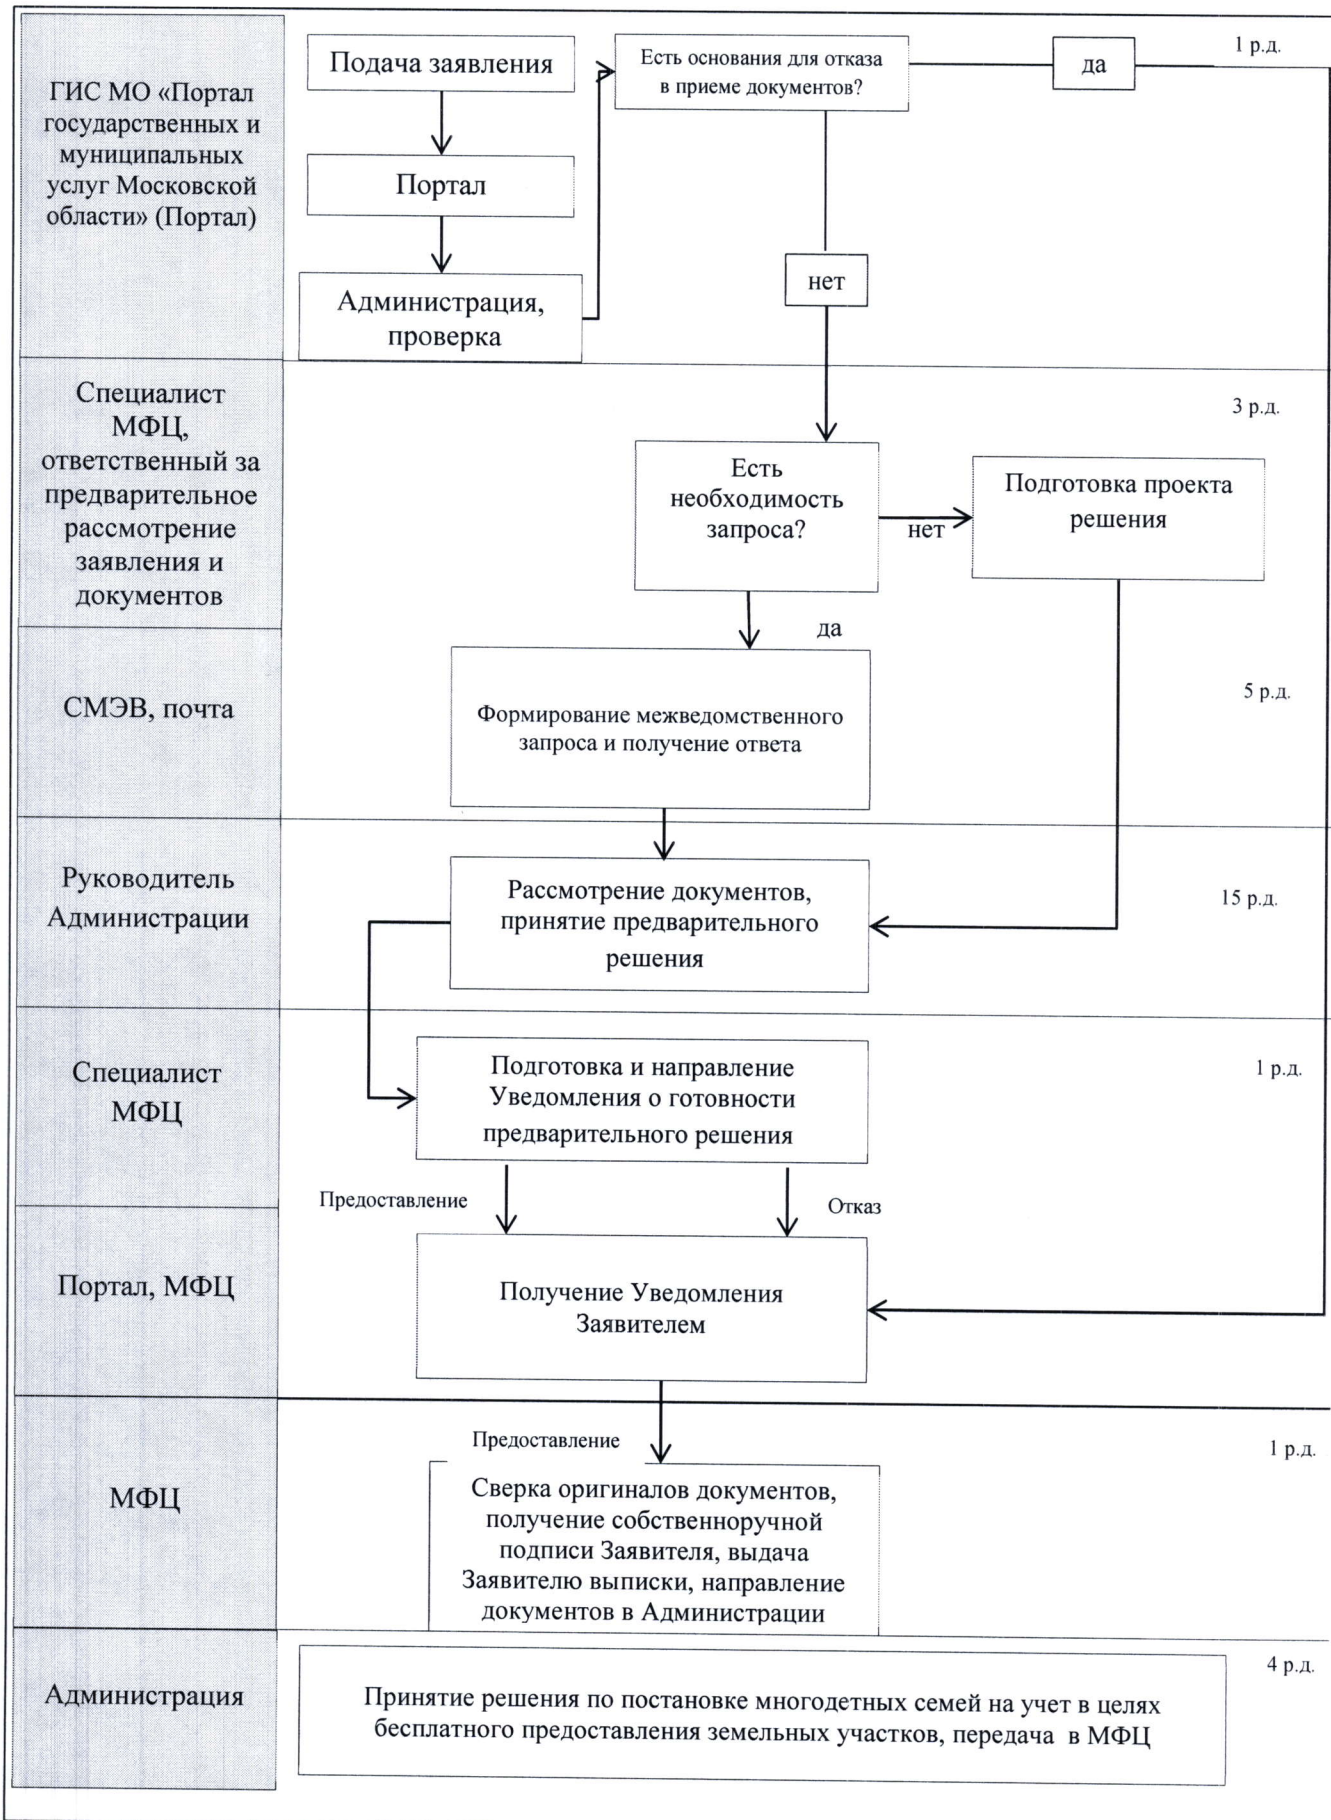 ГИС МО «Портал
государственных и
муниципальных
услуг Московской
области» (Портал)
Подача заявления
Портал
Администрация,
проверка
Есть основания для отказа
в приеме документов?
да
1 р.д.
нет
Специалист
МФЦ,
ответственный за
предварительное
рассмотрение
заявления и
документов
3 р.д.
Есть
необходимость
запроса?
нет
Подготовка проекта
решения
да
СМЭВ, почта
Формирование межведомственного
запроса и получение ответа
5 р.д.
Руководитель
Администрации
Рассмотрение документов,
принятие предварительного
решения
15 р.д.
Специалист
МФЦ
Подготовка и направление
Уведомления о готовности
предварительного решения
1 р.д.
Предоставление
Отказ
Портал, МФЦ
Получение Уведомления
Заявителем
МФЦ
Предоставление
1 р.д.
Сверка оригиналов документов,
получение собственноручной
подписи Заявителя, выдача
Заявителю выписки, направление
документов в Администрации
Администрация
4 р.д.
Принятие решения по постановке многодетных семей на учет в целях
бесплатного предоставления земельных участков, передача в МФЦ